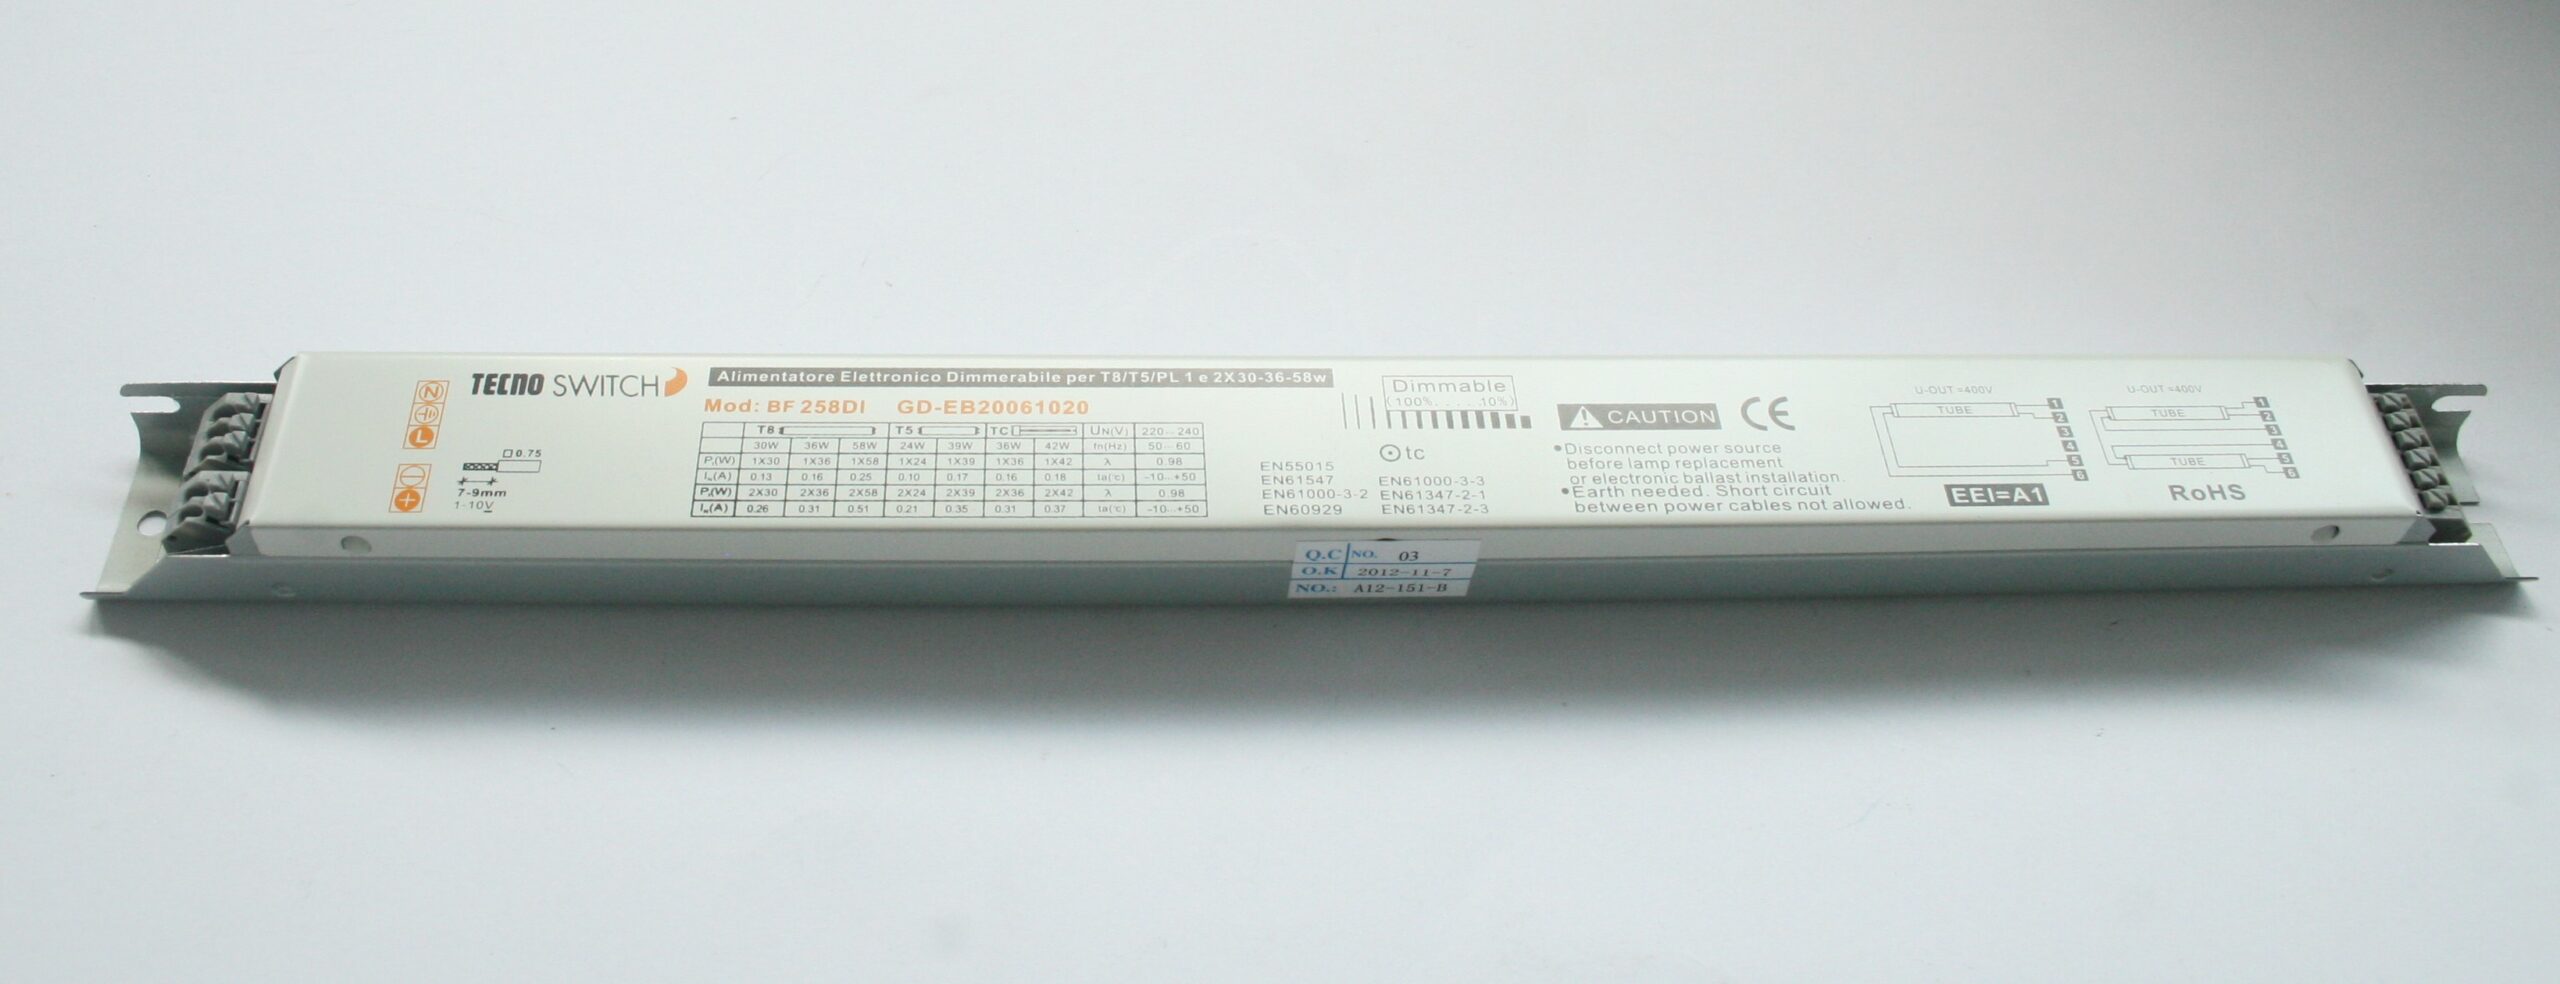 N
L
TECNO SWITCH
0.75
7-9mm
1-10V
Alimentatore Elettronico Dimmerabile per T8/T5/PL 1 e 2X30-36-58w
Mod: BF 258DI GD-EB20061020
T8 T5 TC UN(V) 220...240
30W 36W 58W 24W 39W 36W 42W fn(Hz) 50...60
(W) 1X30 1X36 1X58 1X24 1X39 1X36 1X42 λ 0.98
(A) 0.13 0.16 0.25 0.10 0.17 0.16 0.18 ta(℃) -10...+50
(W) 2X30 2X36 2X58 2X24 2X39 2X36 2X42 λ 0.98
(A) 0.26 0.31 0.51 0.21 0.35 0.31 0.37 ta(℃) -10...+50
EN55015
EN61547
EN61000-3-2 EN61000-3-3
EN60929 EN61347-2-1
EN61347-2-3
Dimmable
(100%.....10%)
tc
CAUTION CE
•Disconnect power source
before lamp replacement
or electronic ballast installation.
•Earth needed. Short circuit
between power cables not allowed.
U-OUT =400V
TUBE
1
2
3
4
5
6
EEI=A1
U-OUT =400V
TUBE
TUBE
1
2
3
4
5
6
RoHS
Q.C NO. 03
O.K 2012-11-7
NO.: A12-151-B